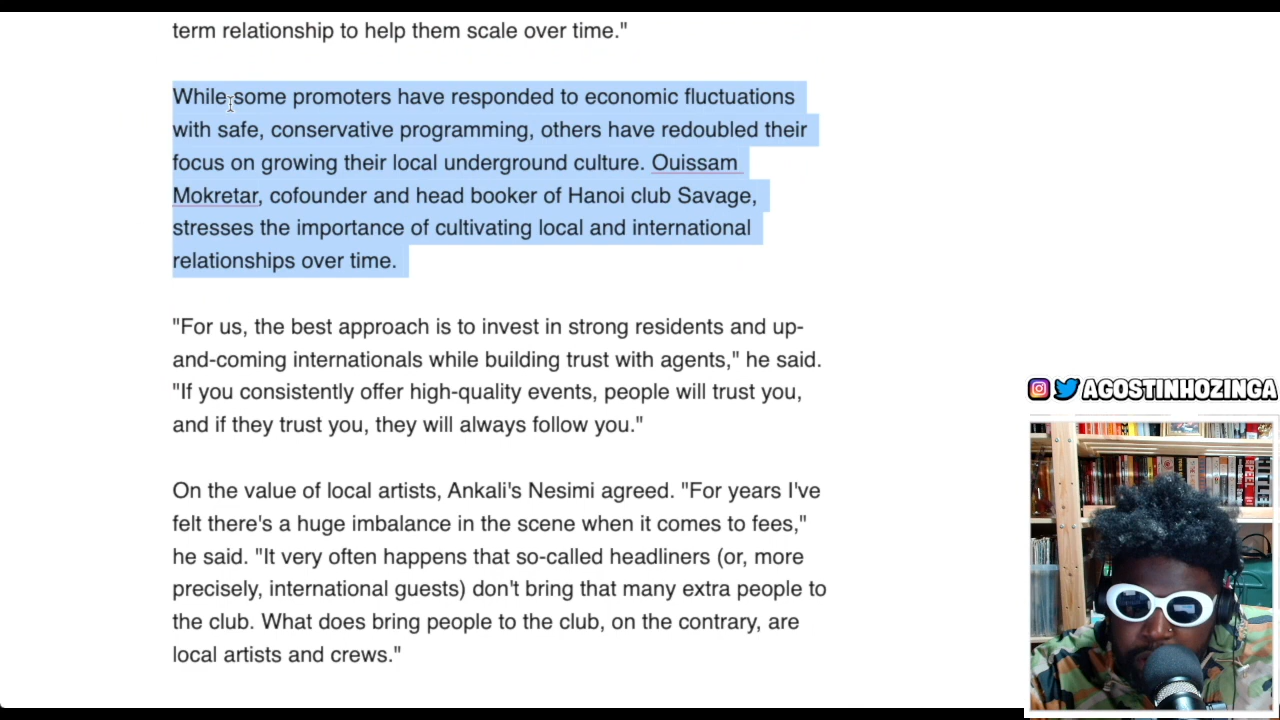 term relationship to help them scale over time."
While some promoters have responded to economic fluctuations
with safe, conservative programming, others have redoubled their
focus on growing their local underground culture. Ouissam
Mokretar, cofounder and head booker of Hanoi club Savage,
stresses the importance of cultivating local and international
relationships over time.
"For us, the best approach is to invest in strong residents and up-
and-coming internationals while building trust with agents," he said.
"If you consistently offer high-quality events, people will trust you,
and if they trust you, they will always follow you."
On the value of local artists, Ankali's Nesimi agreed. "For years I've
felt there's a huge imbalance in the scene when it comes to fees,"
he said. "It very often happens that so-called headliners (or, more
precisely, international guests) don't bring that many extra people to
the club. What does bring people to the club, on the contrary, are
local artists and crews."
AGOSTINHOZINGA